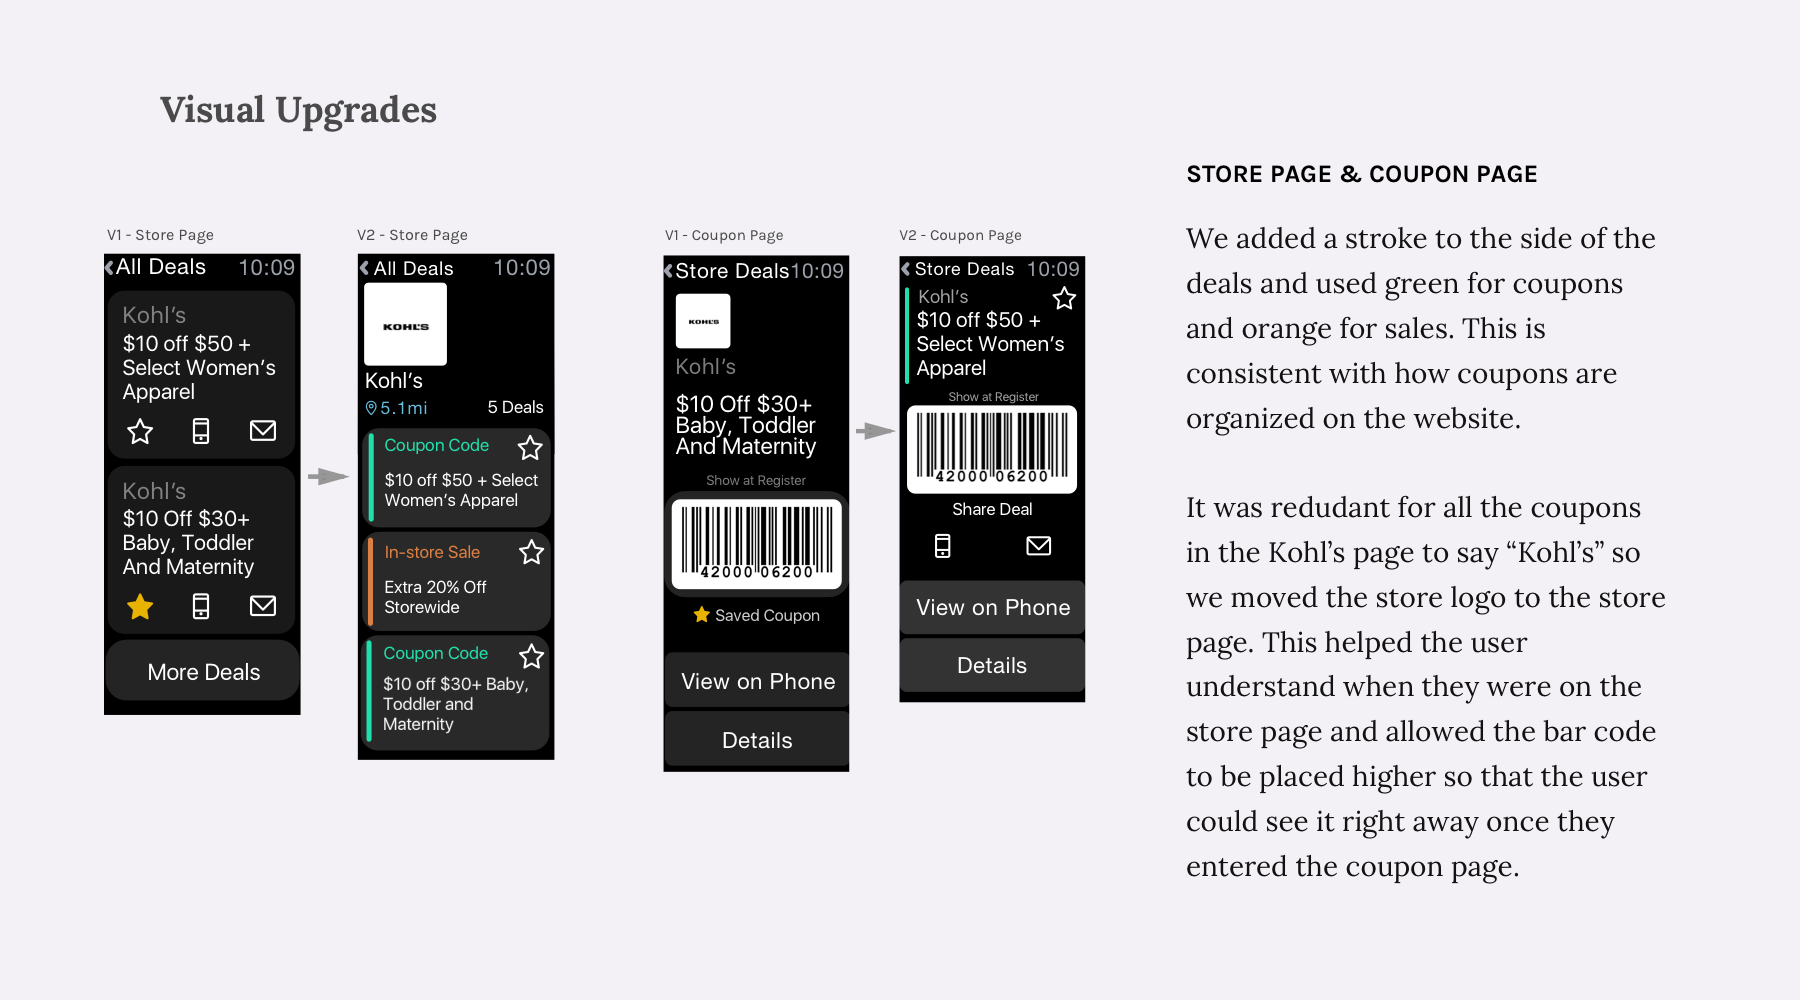 Visual Upgrades
V1 - Store Page
All Deals 10:09
Kohl's
$10 off $50 +
Select Women's
Apparel
Kohl's
$10 Off $30+
Baby, Toddler
And Maternity
More Deals
V2 - Store Page
All Deals 10:09
KOHL'S
Kohl's
5.1mi 5 Deals
Coupon Code
$10 off $50 + Select
Women's Apparel
In-store Sale
Extra 20% Off
Storewide
Coupon Code
$10 off $30+ Baby,
Toddler and
Maternity
V1 - Coupon Page
Store Deals 10:09
KOHL'S
Kohl's
$10 Off $30+
Baby, Toddler
And Maternity
Show at Register
42000 06200
Saved Coupon
View on Phone
Details
V2 - Coupon Page
Store Deals 10:09
Kohl's
$10 off $50 +
Select Women's
Apparel
Show at Register
42000 06200
Share Deal
View on Phone
Details
STORE PAGE & COUPON PAGE
We added a stroke to the side of the
deals and used green for coupons
and orange for sales. This is
consistent with how coupons are
organized on the website.
It was redudant for all the coupons
in the Kohl’s page to say “Kohl’s” so
we moved the store logo to the store
page. This helped the user
understand when they were on the
store page and allowed the bar code
to be placed higher so that the user
could see it right away once they
entered the coupon page.